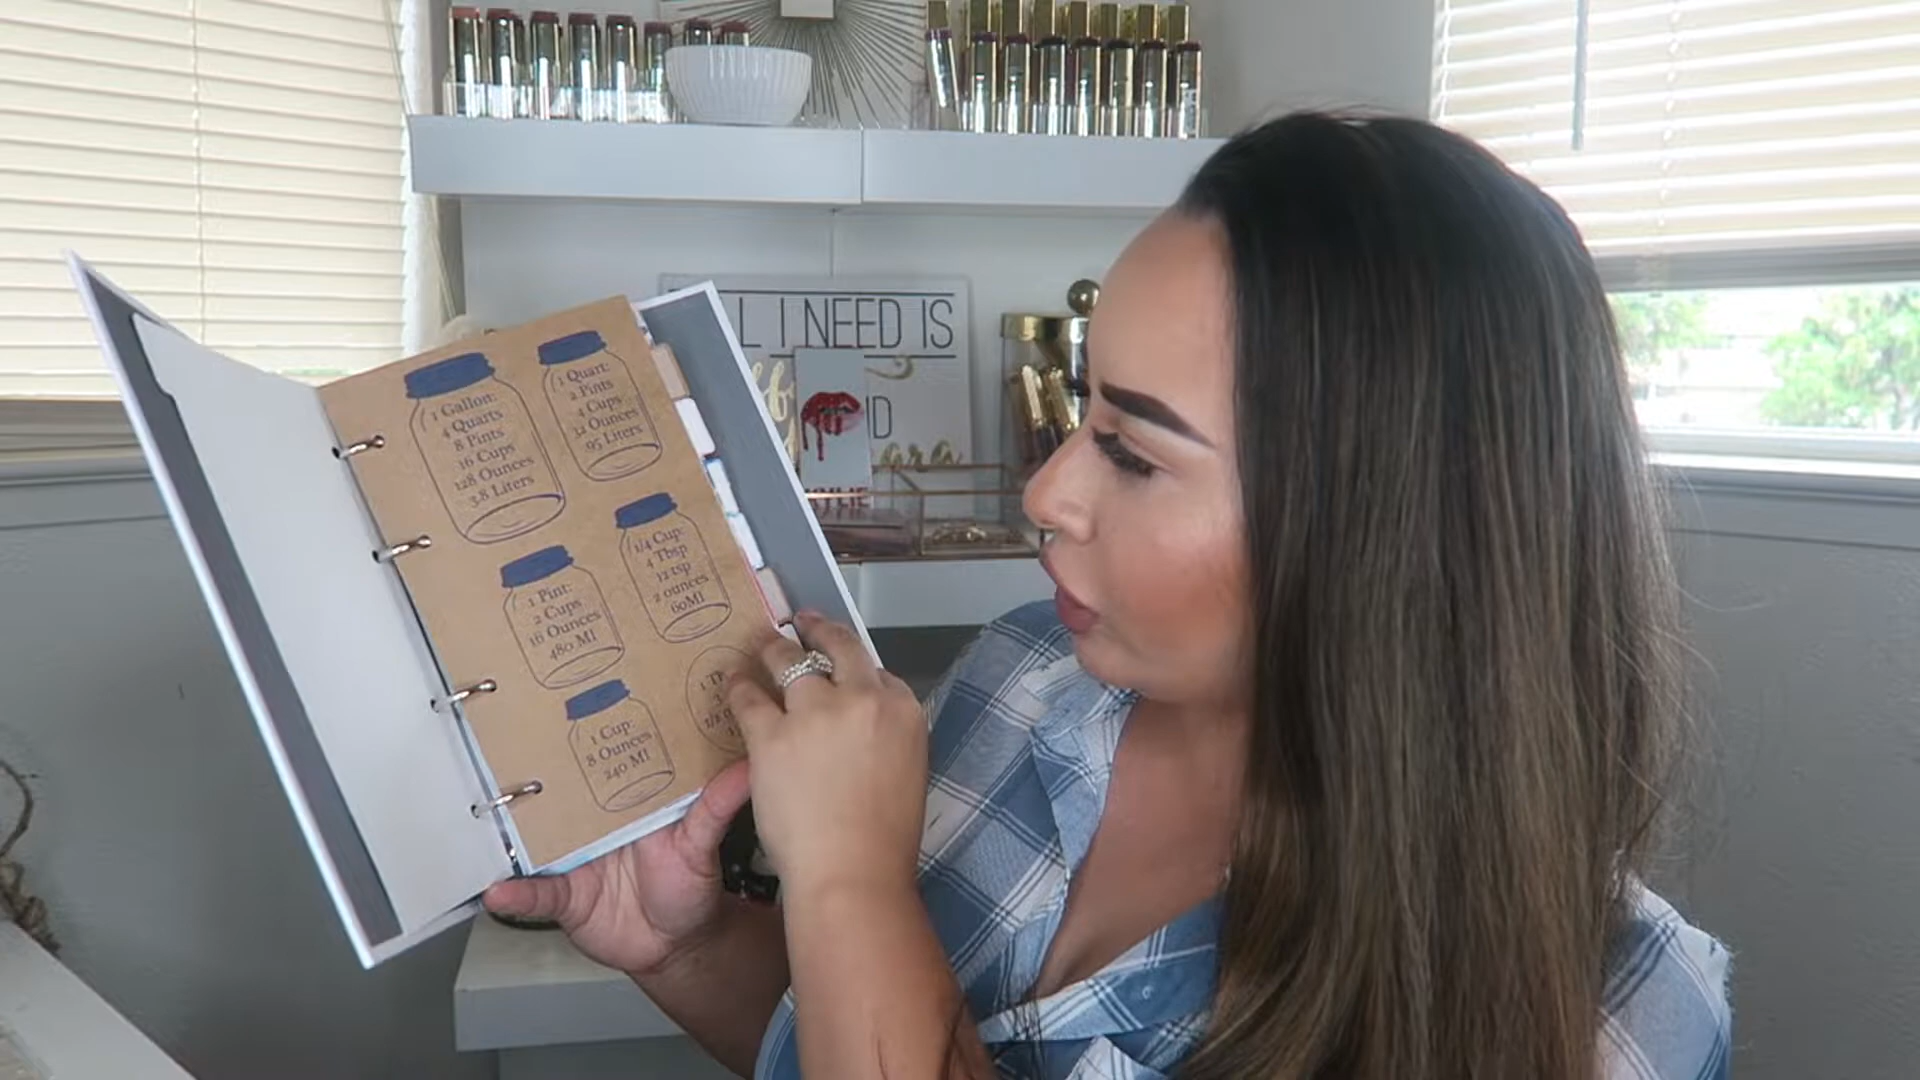 1 Gallon:
4 Quarts
8 Pints
16 Cups
128 Ounces
3.8 Liters
1 Quart:
2 Pints
4 Cups
32 Ounces
.95 Liters
1/4 Cup:
4 Tbsp
12 tsp
2 ounces
60Ml
1 Pint:
2 Cups
16 Ounces
480 Ml
1 Cup:
8 Ounces
240 Ml
L I NEED IS